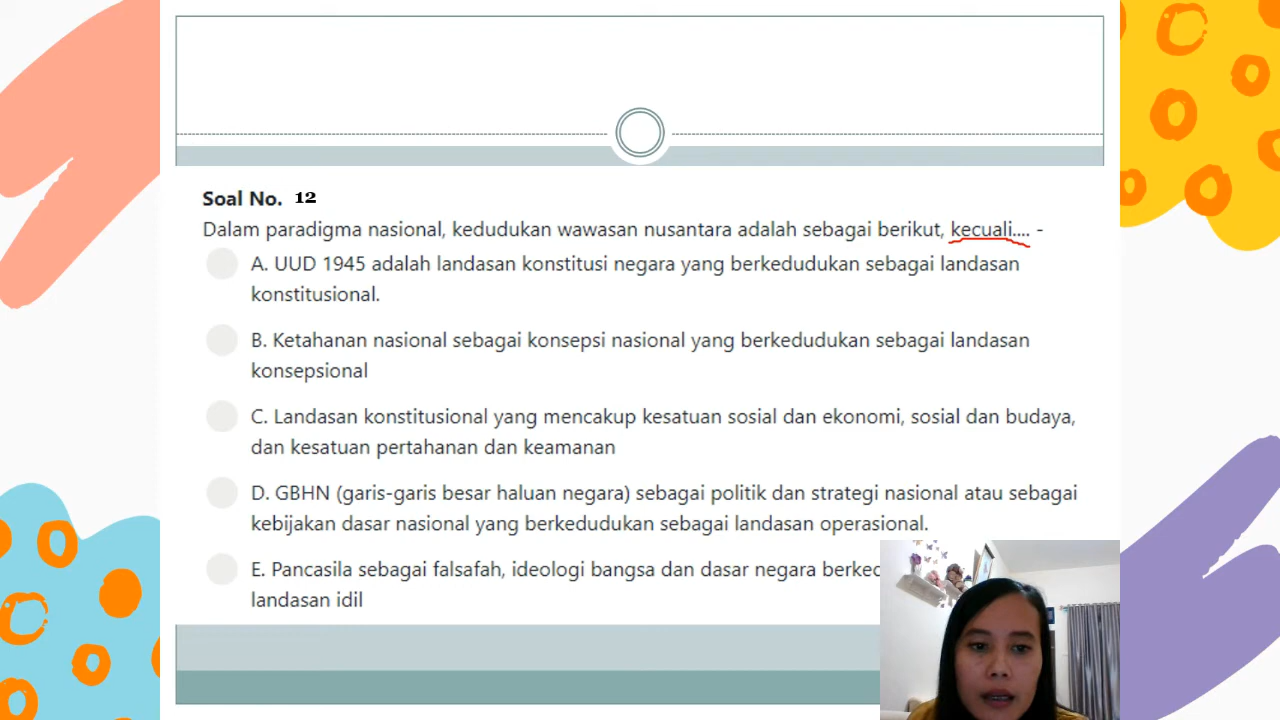 Soal No. 12
Dalam paradigma nasional, kedudukan wawasan nusantara adalah sebagai berikut, kecuali.... -
A. UUD 1945 adalah landasan konstitusi negara yang berkedudukan sebagai landasan
konstitusional.
B. Ketahanan nasional sebagai konsepsi nasional yang berkedudukan sebagai landasan
konsepsional
C. Landasan konstitusional yang mencakup kesatuan sosial dan ekonomi, sosial dan budaya,
dan kesatuan pertahanan dan keamanan
D. GBHN (garis-garis besar haluan negara) sebagai politik dan strategi nasional atau sebagai
kebijakan dasar nasional yang berkedudukan sebagai landasan operasional.
E. Pancasila sebagai falsafah, ideologi bangsa dan dasar negara
landasan idil